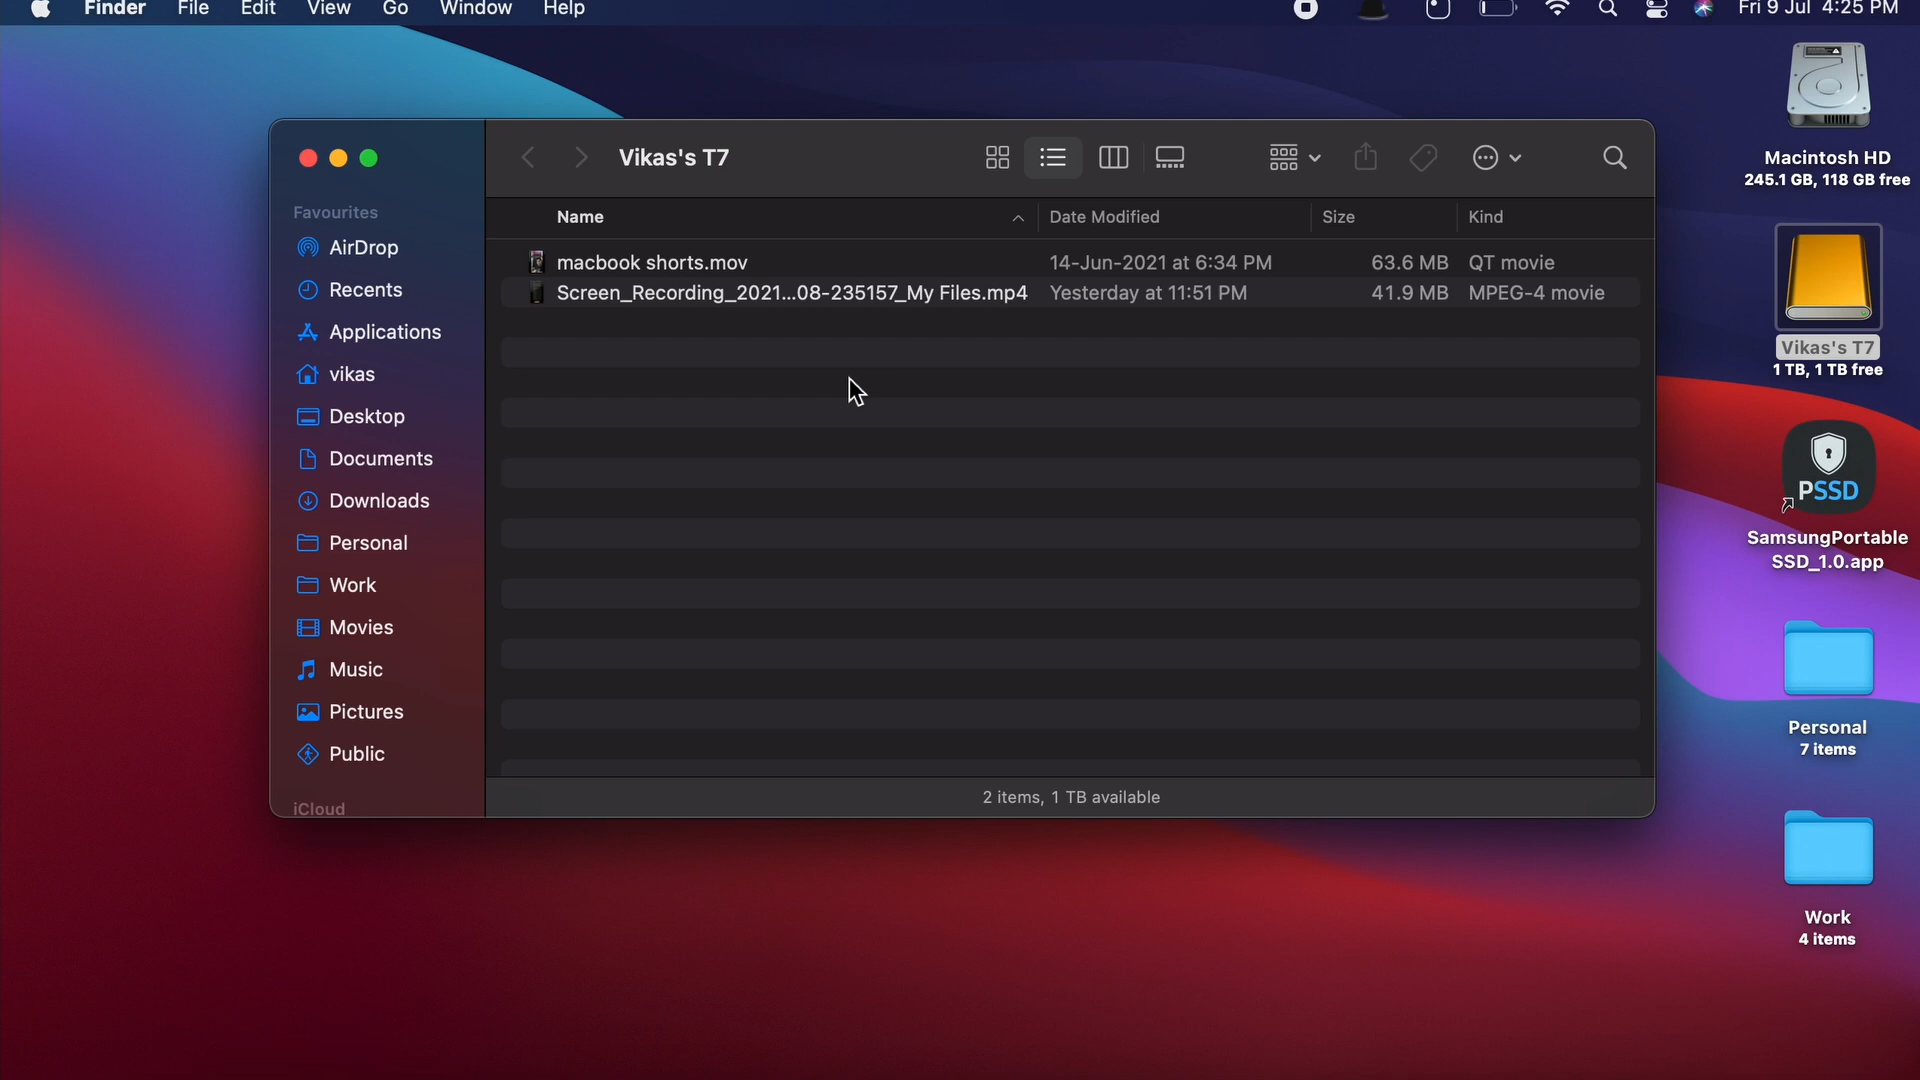 Finder File Edit View Go Window Help Fri 9 Jul 4:25 PM
Vikas's T7
Favourites
AirDrop
Recents
Applications
vikas
Desktop
Documents
Downloads
Personal
Work
Movies
Music
Pictures
Public
iCloud
Name Date Modified Size Kind
macbook shorts.mov 14-Jun-2021 at 6:34 PM 63.6 MB QT movie
Screen_Recording_2021...08-235157_My Files.mp4 Yesterday at 11:51 PM 41.9 MB MPEG-4 movie
2 items, 1 TB available
Macintosh HD
245.1 GB, 118 GB free
Vikas's T7
1 TB, 1 TB free
PSSD
SamsungPortable
SSD_1.0.app
Personal
7 items
Work
4 items